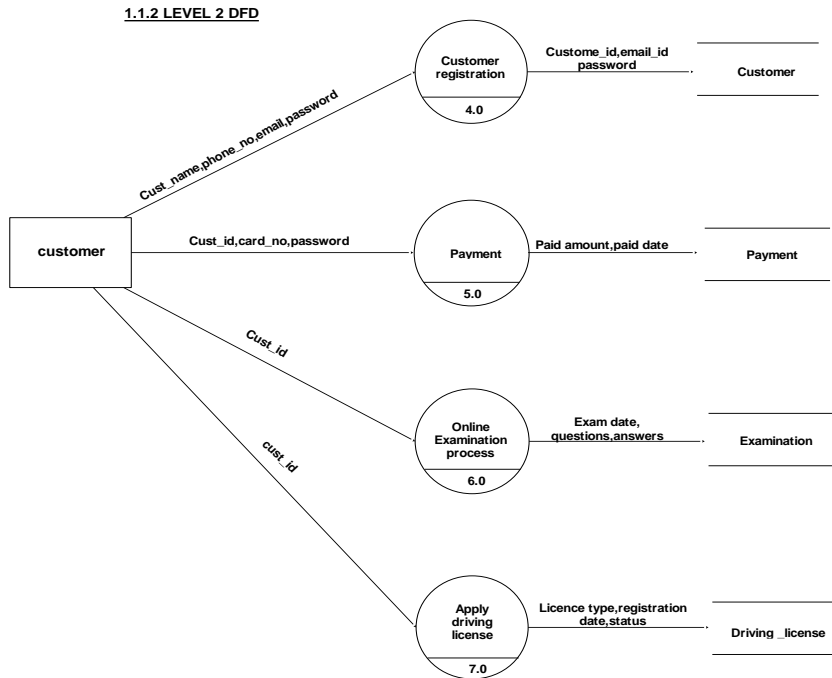 1.1.2 LEVEL 2 DFD
Customer
registration
4.0
Custome_id,email_id
password
Customer
Cust_name,phone_no,email,password
customer
Cust_id,card_no,password
Payment
5.0
Paid amount,paid date
Payment
Cust_id
Online
Examination
process
6.0
Exam date,
questions,answers
Examination
cust_id
Apply
driving
license
7.0
Licence type,registration
date,status
Driving _license